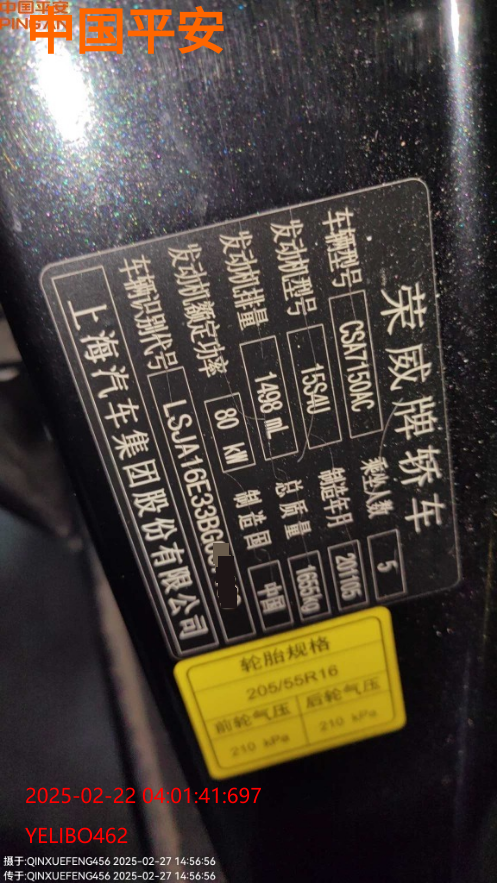 中国平安
PINGAN
中国平安
荣威牌轿车
车辆型号 CSA7150AC 乘坐人数 5
发动机型号 15S4U 制造年月 201105
发动机排量 1498 mL 总质量 1655kg
发动机额定功率 80 kW 制造国 中国
车辆识别代号 LSJA16E33BG
上海汽车集团股份有限公司
轮胎规格
205/55R16
前轮气压 后轮气压
210 kPa 210 kPa
2025-02-22 04:01:41:697
YELIBO462
摄于:QINXUEFENG456 2025-02-27 14:56:56
传于:QINXUEFENG456 2025-02-27 14:56:56